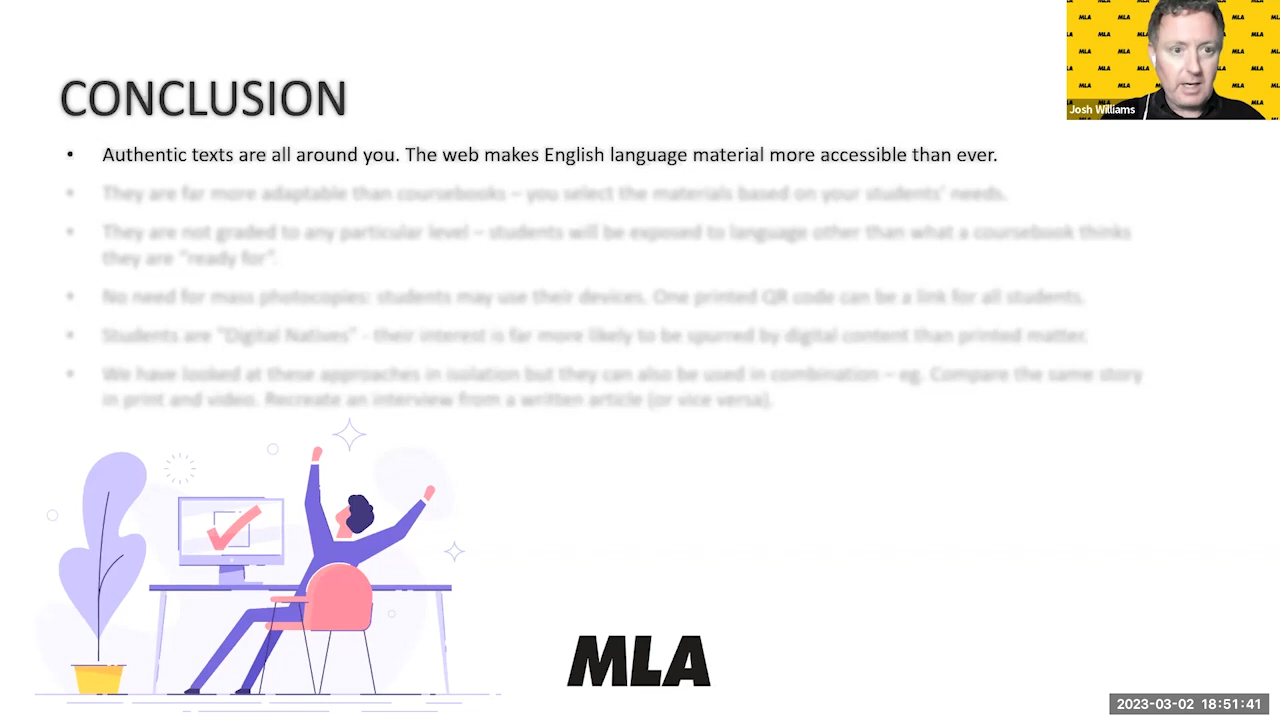 CONCLUSION
• Authentic texts are all around you. The web makes English language material more accessible than ever.
• They are far more adaptable than coursebooks – you select the materials based on your students' needs.
• They are not graded to any particular level – students will be exposed to language other than what a coursebook thinks
they are "ready for".
• No need for mass photocopies: students may use their devices. One printed QR code can be a link for all students.
• Students are "Digital Natives" - their interest is far more likely to be spurred by digital content than printed matter.
• We have looked at these approaches in isolation but they can also be used in combination – eg. Compare the same story
in print and video. Recreate an interview from a written article (or vice versa).
MLA
Josh Williams
2023-03-02 18:51:41